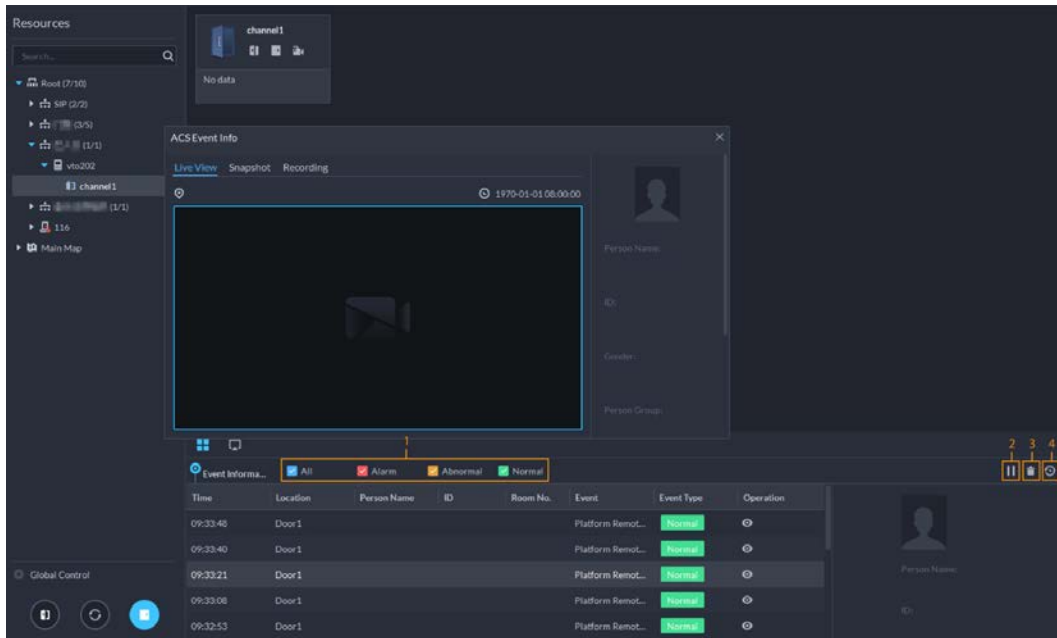 Resources
Search...
Root (7/10)
SIP (2/2)
(3/5)
(1/1)
vto202
channel1
(1/1)
116
Main Map
Global Control
channel1
No data
ACS Event Info
Live View Snapshot Recording
1970-01-01 08:00:00
Person Name:
ID:
Gender:
Person Group:
1
2 3 4
Event Informa... All Alarm Abnormal Normal
Time Location Person Name ID Room No. Event Event Type Operation
09:33:48 Door1 Platform Remot... Normal
09:33:40 Door1 Platform Remot... Normal
09:33:21 Door1 Platform Remot... Normal
09:33:08 Door1 Platform Remot... Normal
09:32:53 Door1 Platform Remot... Normal
Person Name:
ID: